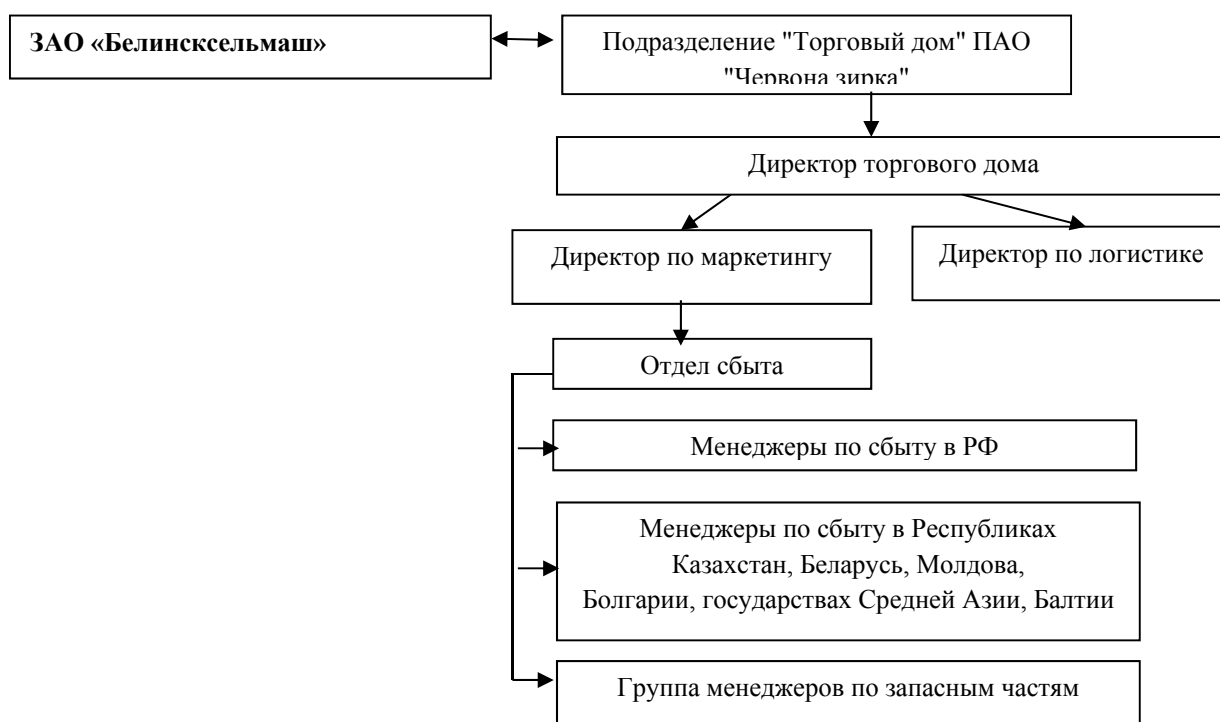 ЗАО «Белинсксельмаш»
Подразделение "Торговый дом" ПАО
"Червона зирка"
Директор торгового дома
Директор по маркетингу
Директор по логистике
Отдел сбыта
Менеджеры по сбыту в РФ
Менеджеры по сбыту в Республиках
Казахстан, Беларусь, Молдова,
Болгарии, государствах Средней Азии, Балтии
Группа менеджеров по запасным частям